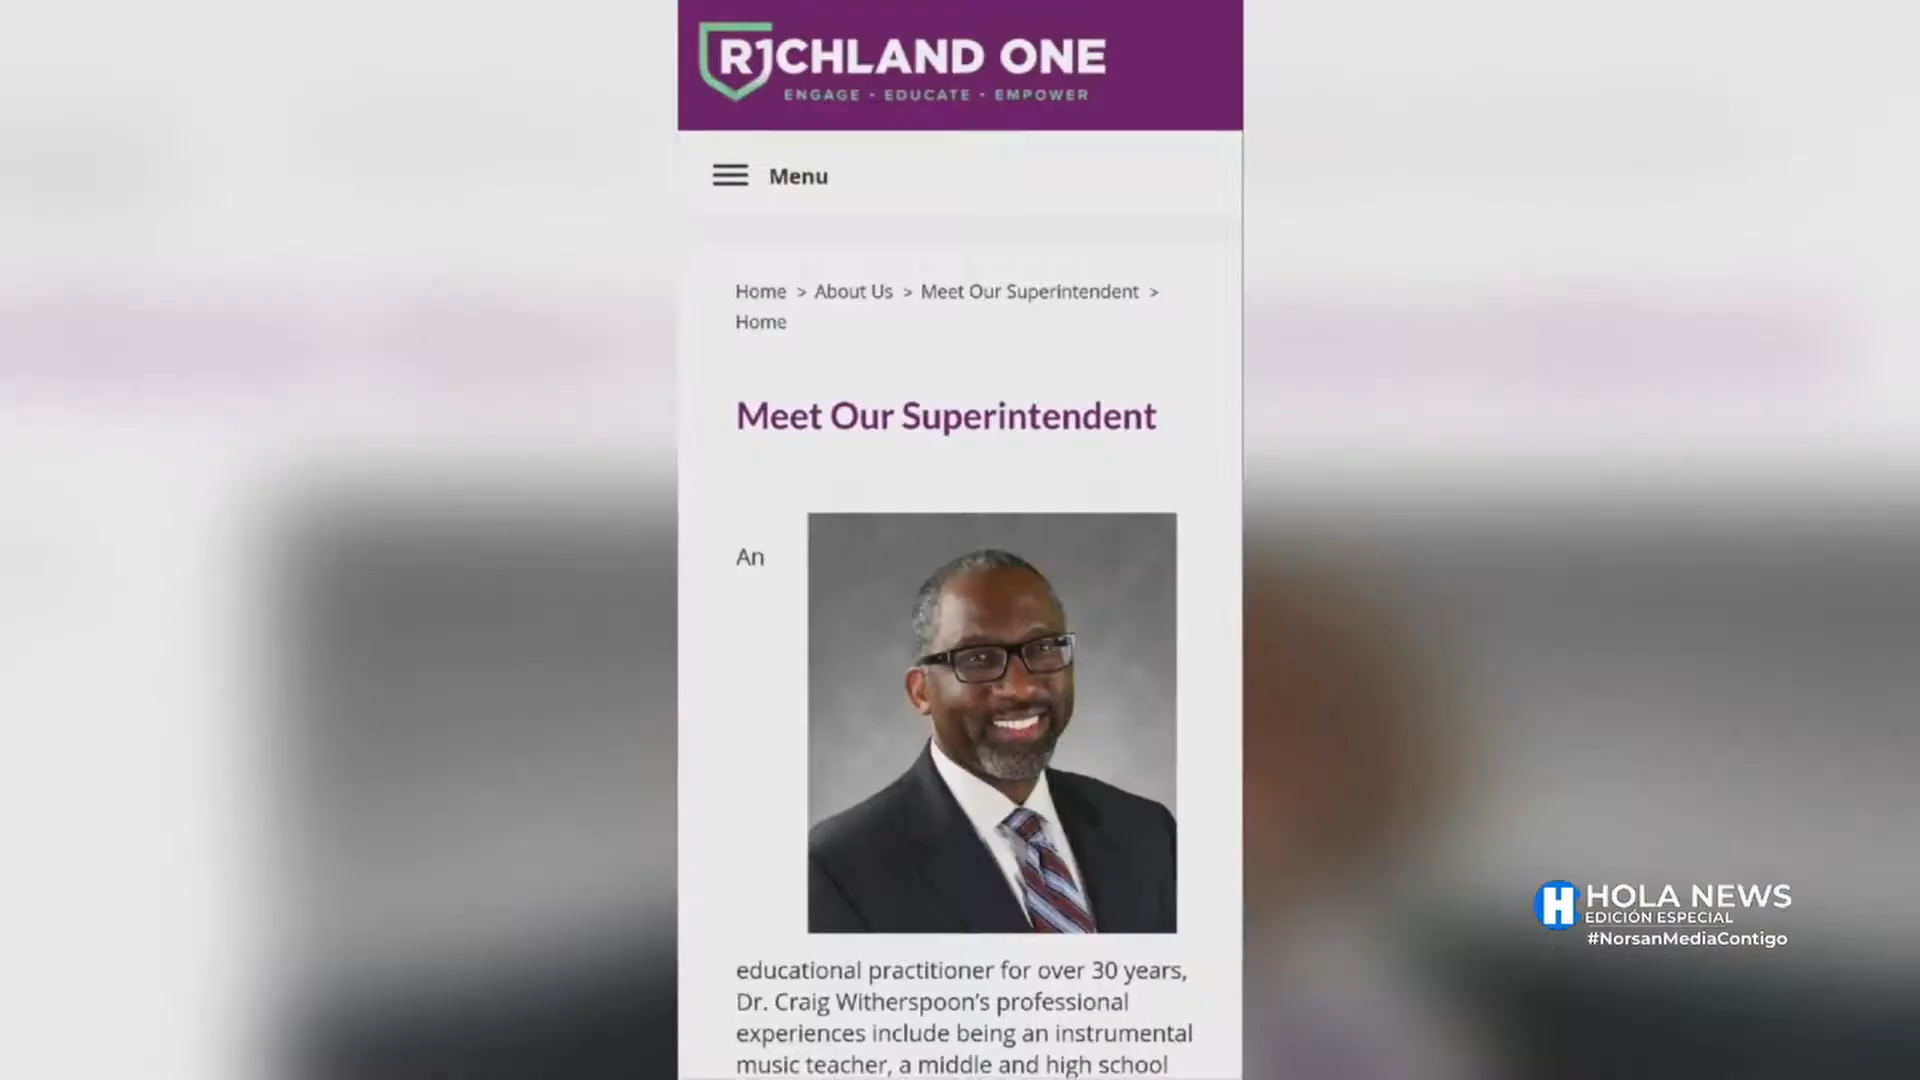 R1CHLAND ONE
ENGAGE • EDUCATE • EMPOWER
Menu
Home > About Us > Meet Our Superintendent >
Home
Meet Our Superintendent
An
educational practitioner for over 30 years,
Dr. Craig Witherspoon’s professional
experiences include being an instrumental
music teacher, a middle and high school
H HOLA NEWS
EDICIÓN ESPECIAL
#NorsanMediaContigo